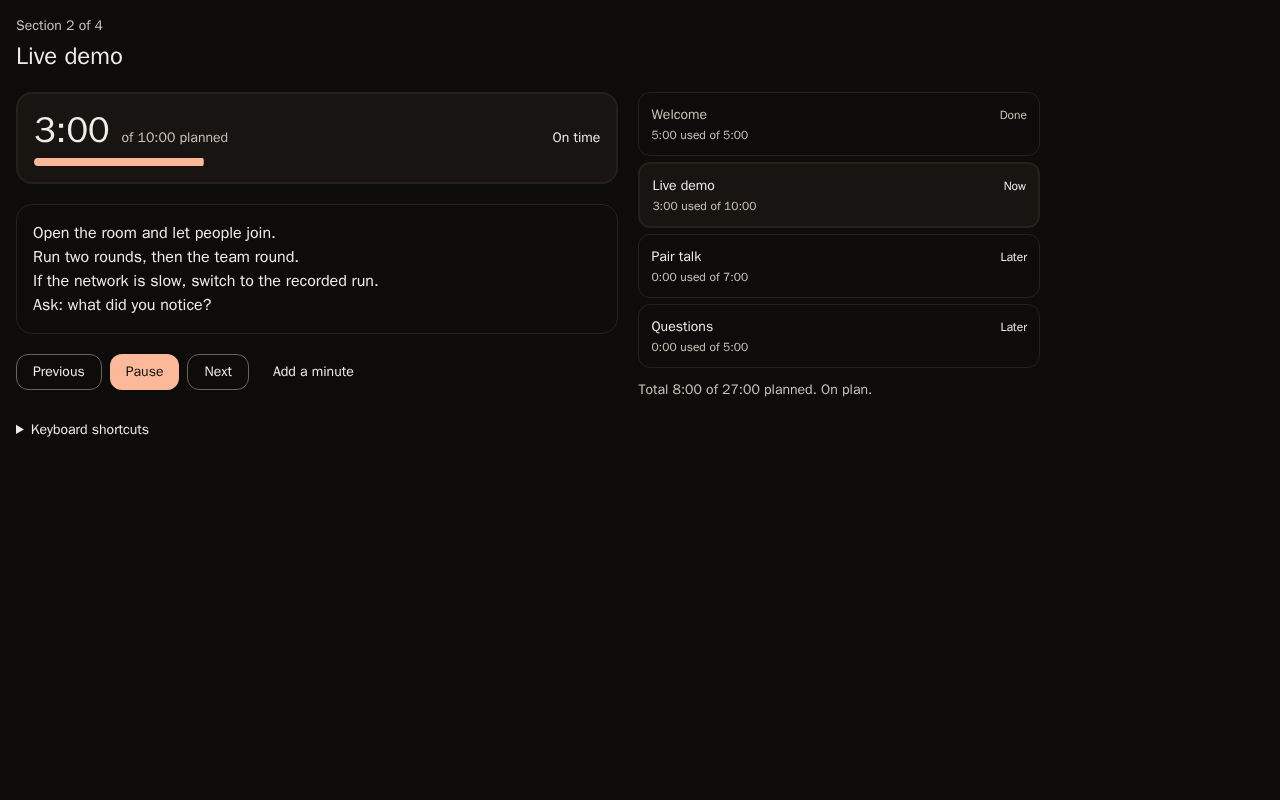 Section 2 of 4
Live demo
3:00 of 10:00 planned On time
Open the room and let people join.
Run two rounds, then the team round.
If the network is slow, switch to the recorded run.
Ask: what did you notice?
Previous Pause Next Add a minute
Keyboard shortcuts
Welcome Done
5:00 used of 5:00
Live demo Now
3:00 used of 10:00
Pair talk Later
0:00 used of 7:00
Questions Later
0:00 used of 5:00
Total 8:00 of 27:00 planned. On plan.